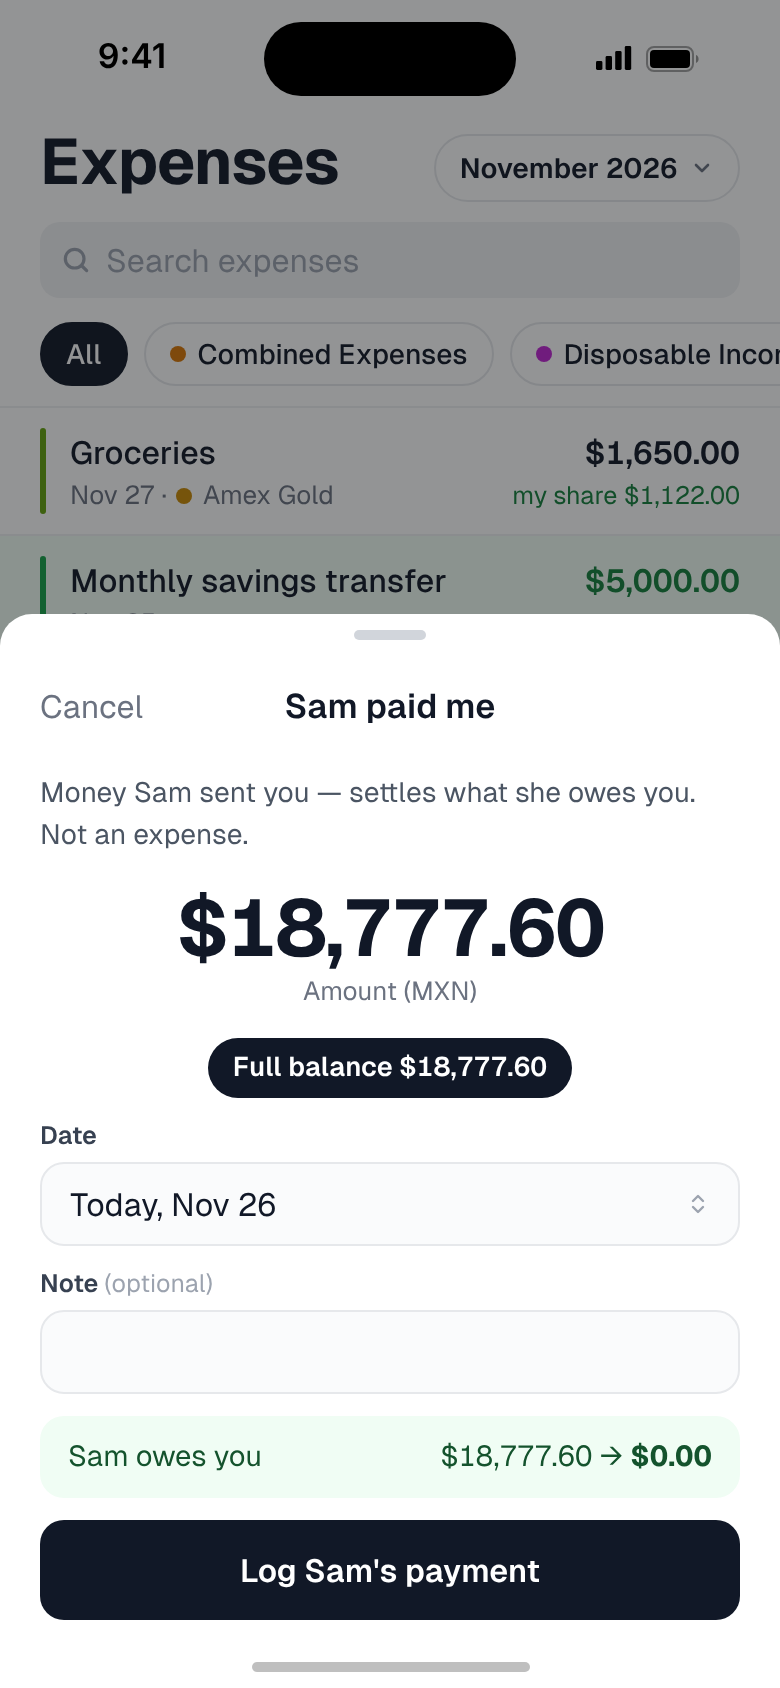 9:41
Expenses
November 2026
Search expenses
All
Combined Expenses
Disposable Incor
Groceries
$1,650.00
Nov 27 · Amex Gold
my share $1,122.00
Monthly savings transfer
$5,000.00
Cancel
Sam paid me
Money Sam sent you — settles what she owes you.
Not an expense.
$18,777.60
Amount (MXN)
Full balance $18,777.60
Date
Today, Nov 26
Note (optional)
Sam owes you
$18,777.60 → $0.00
Log Sam's payment